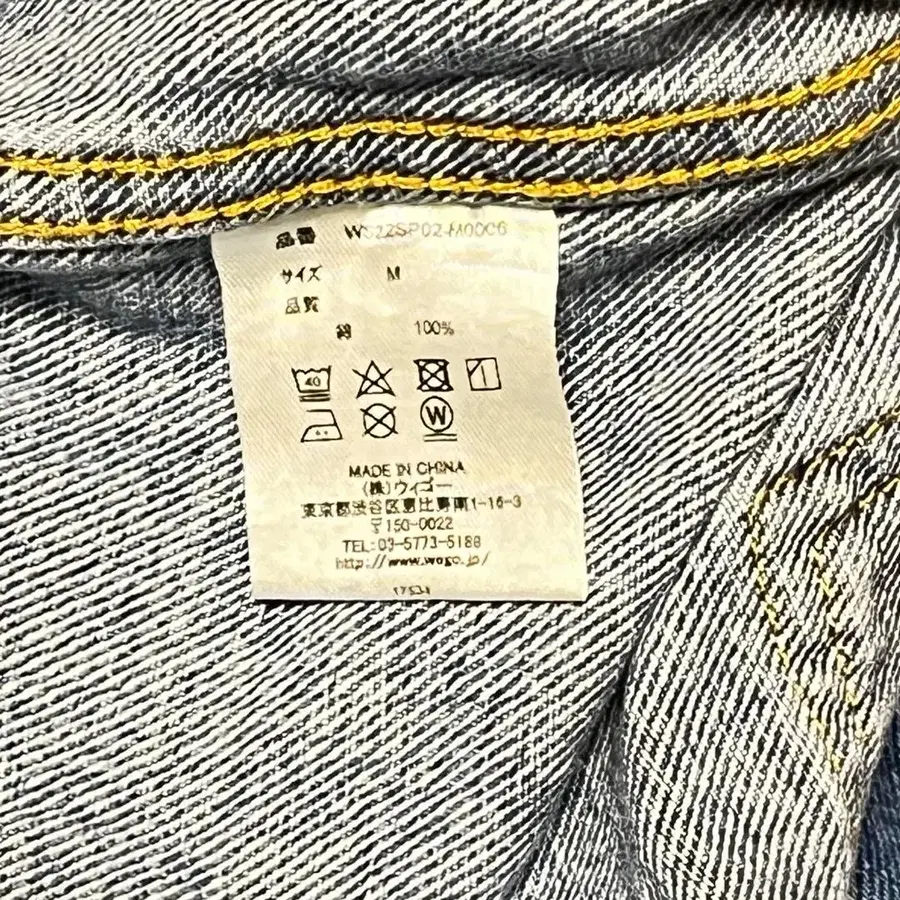 品番 WS22SP02-M0006
サイズ M
品質
綿 100%
40
W
MADE IN CHINA
(株)ウィゴー
東京都渋谷区恵比寿南1-16-3
〒150-0022
TEL:03-5773-5188
http://www.wego.jp/